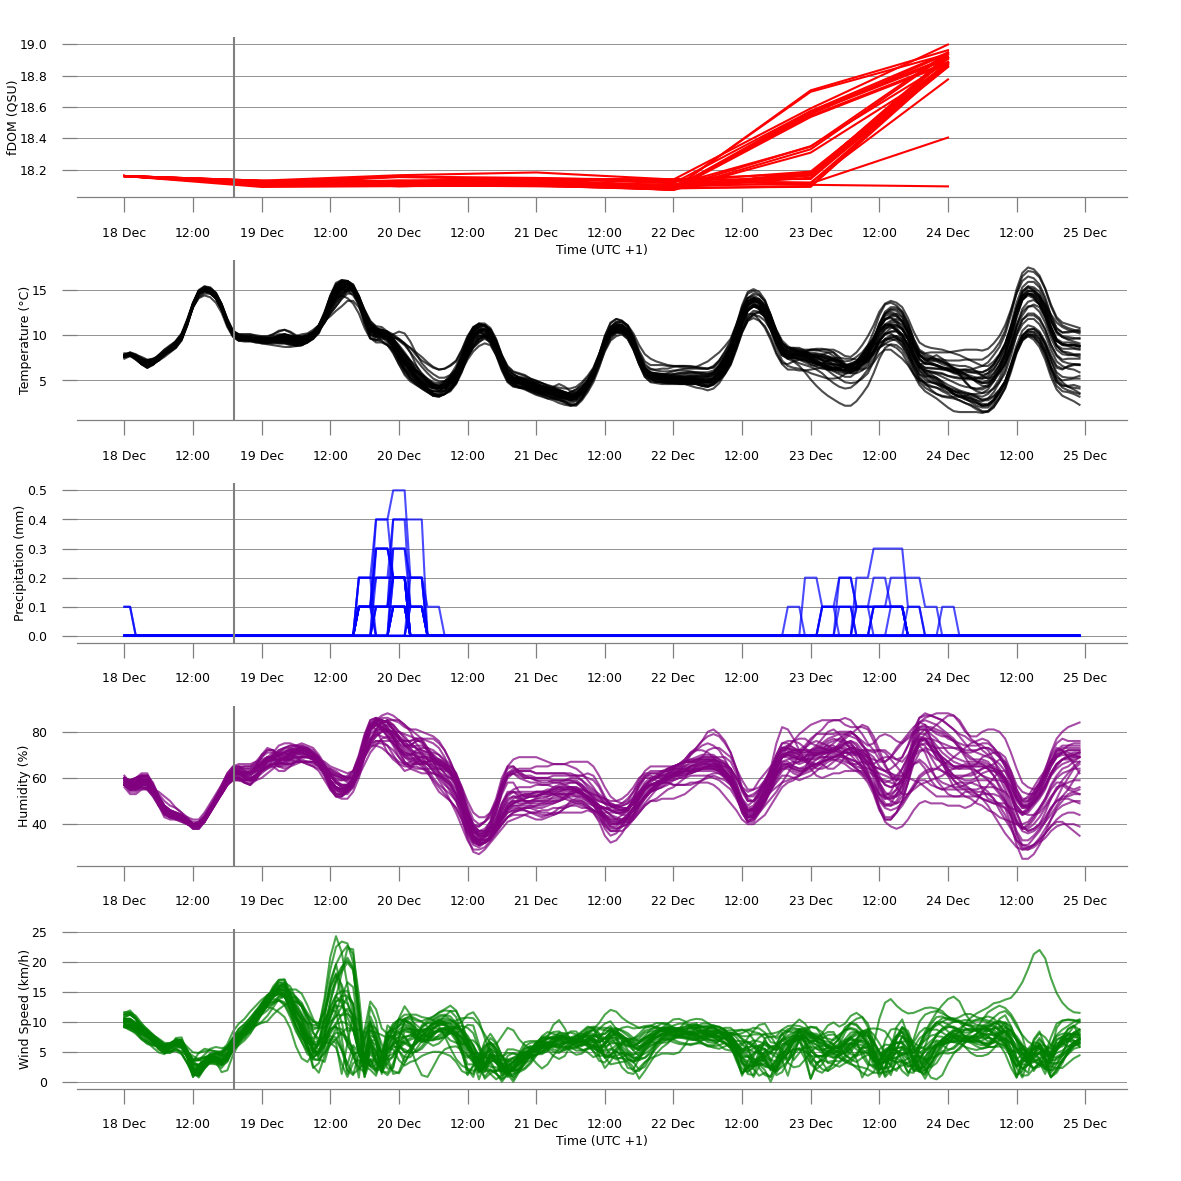 fDOM (QSU)
19.0
18.8
18.6
18.4
18.2
18 Dec 12:00 19 Dec 12:00 20 Dec 12:00 21 Dec 12:00 22 Dec 12:00 23 Dec 12:00 24 Dec 12:00 25 Dec
Time (UTC +1)
Temperature (°C)
15
10
5
18 Dec 12:00 19 Dec 12:00 20 Dec 12:00 21 Dec 12:00 22 Dec 12:00 23 Dec 12:00 24 Dec 12:00 25 Dec
Precipitation (mm)
0.5
0.4
0.3
0.2
0.1
0.0
18 Dec 12:00 19 Dec 12:00 20 Dec 12:00 21 Dec 12:00 22 Dec 12:00 23 Dec 12:00 24 Dec 12:00 25 Dec
Humidity (%)
80
60
40
18 Dec 12:00 19 Dec 12:00 20 Dec 12:00 21 Dec 12:00 22 Dec 12:00 23 Dec 12:00 24 Dec 12:00 25 Dec
Wind Speed (km/h)
25
20
15
10
5
0
18 Dec 12:00 19 Dec 12:00 20 Dec 12:00 21 Dec 12:00 22 Dec 12:00 23 Dec 12:00 24 Dec 12:00 25 Dec
Time (UTC +1)